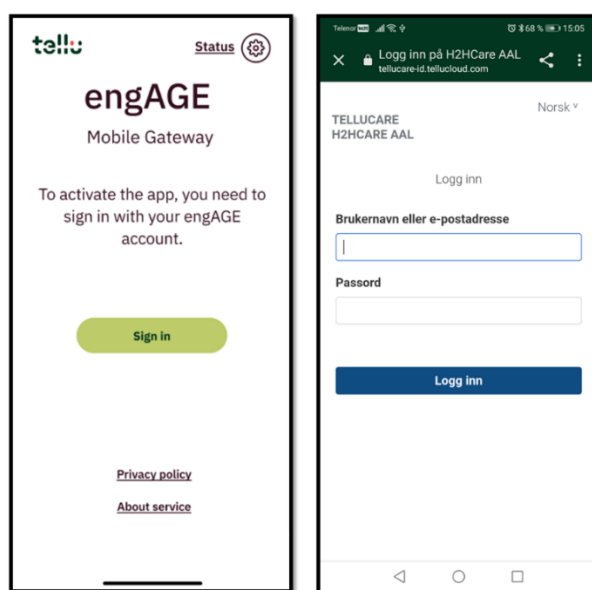 tellu
Status
engAGE
Mobile Gateway
To activate the app, you need to
sign in with your engAGE
account.
Sign in
Privacy policy
About service
Telenor
68 % 15:05
Logg inn på H2HCare AAL
tellucare-id.tellucloud.com
Norsk
TELLUCARE
H2HCARE AAL
Logg inn
Brukernavn eller e-postadresse
Passord
Logg inn